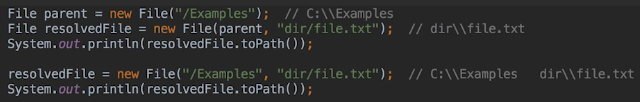 File parent = new File("/Examples");  // C:\\Examples
File resolvedFile = new File(parent, "dir/file.txt");  // dir\\file.txt
System.out.println(resolvedFile.toPath());
resolvedFile = new File("/Examples", "dir/file.txt");  // C:\\Examples   dir\\file.txt
System.out.println(resolvedFile.toPath());